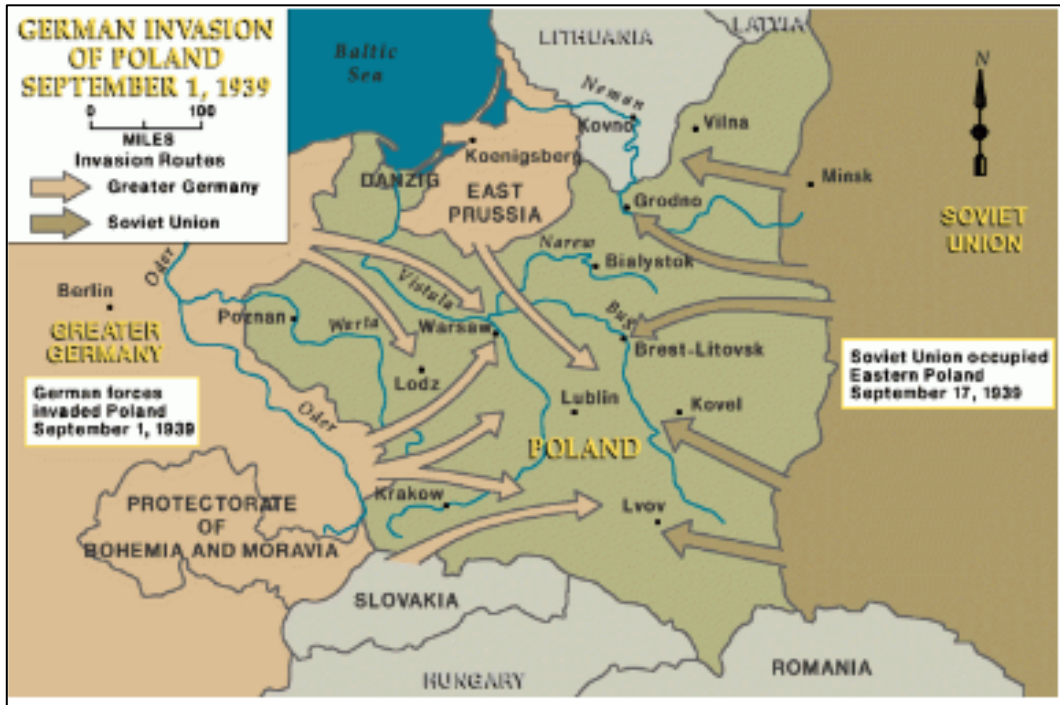 GERMAN INVASION
OF POLAND
SEPTEMBER 1, 1939
0 100
MILES
Invasion Routes
Greater Germany
Soviet Union
Baltic
Sea
LITHUANIA
LATVIA
N
Neman
Kovno
Vilna
Koenigsberg
Minsk
DANZIG
EAST
PRUSSIA
Grodno
SOVIET
UNION
Oder
Narew
Bialystok
Berlin
Vistula
Bug
Poznan
Warta
Warsaw
Brest-Litovsk
GREATER
GERMANY
Lodz
Soviet Union occupied
Eastern Poland
September 17, 1939
German forces
invaded Poland
September 1, 1939
Oder
Lublin
Kovel
POLAND
PROTECTORATE
OF
BOHEMIA AND MORAVIA
Krakow
Lvov
SLOVAKIA
HUNGARY
ROMANIA